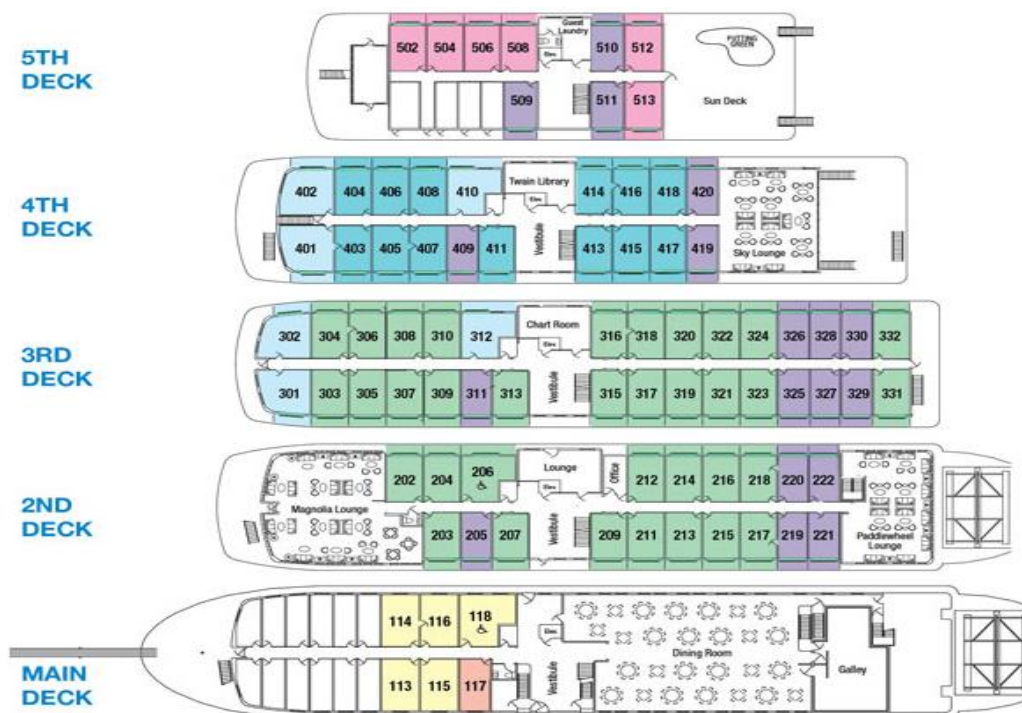 5TH
DECK
502 504 506 508
Guest
Laundry
Elev.
510 512
PUTTING
GREEN
509 511 513
Sun Deck
4TH
DECK
402 404 406 408 410
Twain Library
Elev.
414 416 418 420
401 403 405 407 409 411
Vestibule
413 415 417 419
Sky Lounge
3RD
DECK
302 304 306 308 310 312
Chart Room
Elev.
316 318 320 322 324 326 328 330 332
301 303 305 307 309 311 313
Vestibule
315 317 319 321 323 325 327 329 331
2ND
DECK
202 204 206
Lounge
Elev.
Office
212 214 216 218 220 222
Magnolia Lounge
203 205 207
Vestibule
209 211 213 215 217 219 221
Paddlewheel
Lounge
MAIN
DECK
114 116 118
Elev.
Dining Room
113 115 117
Vestibule
Galley